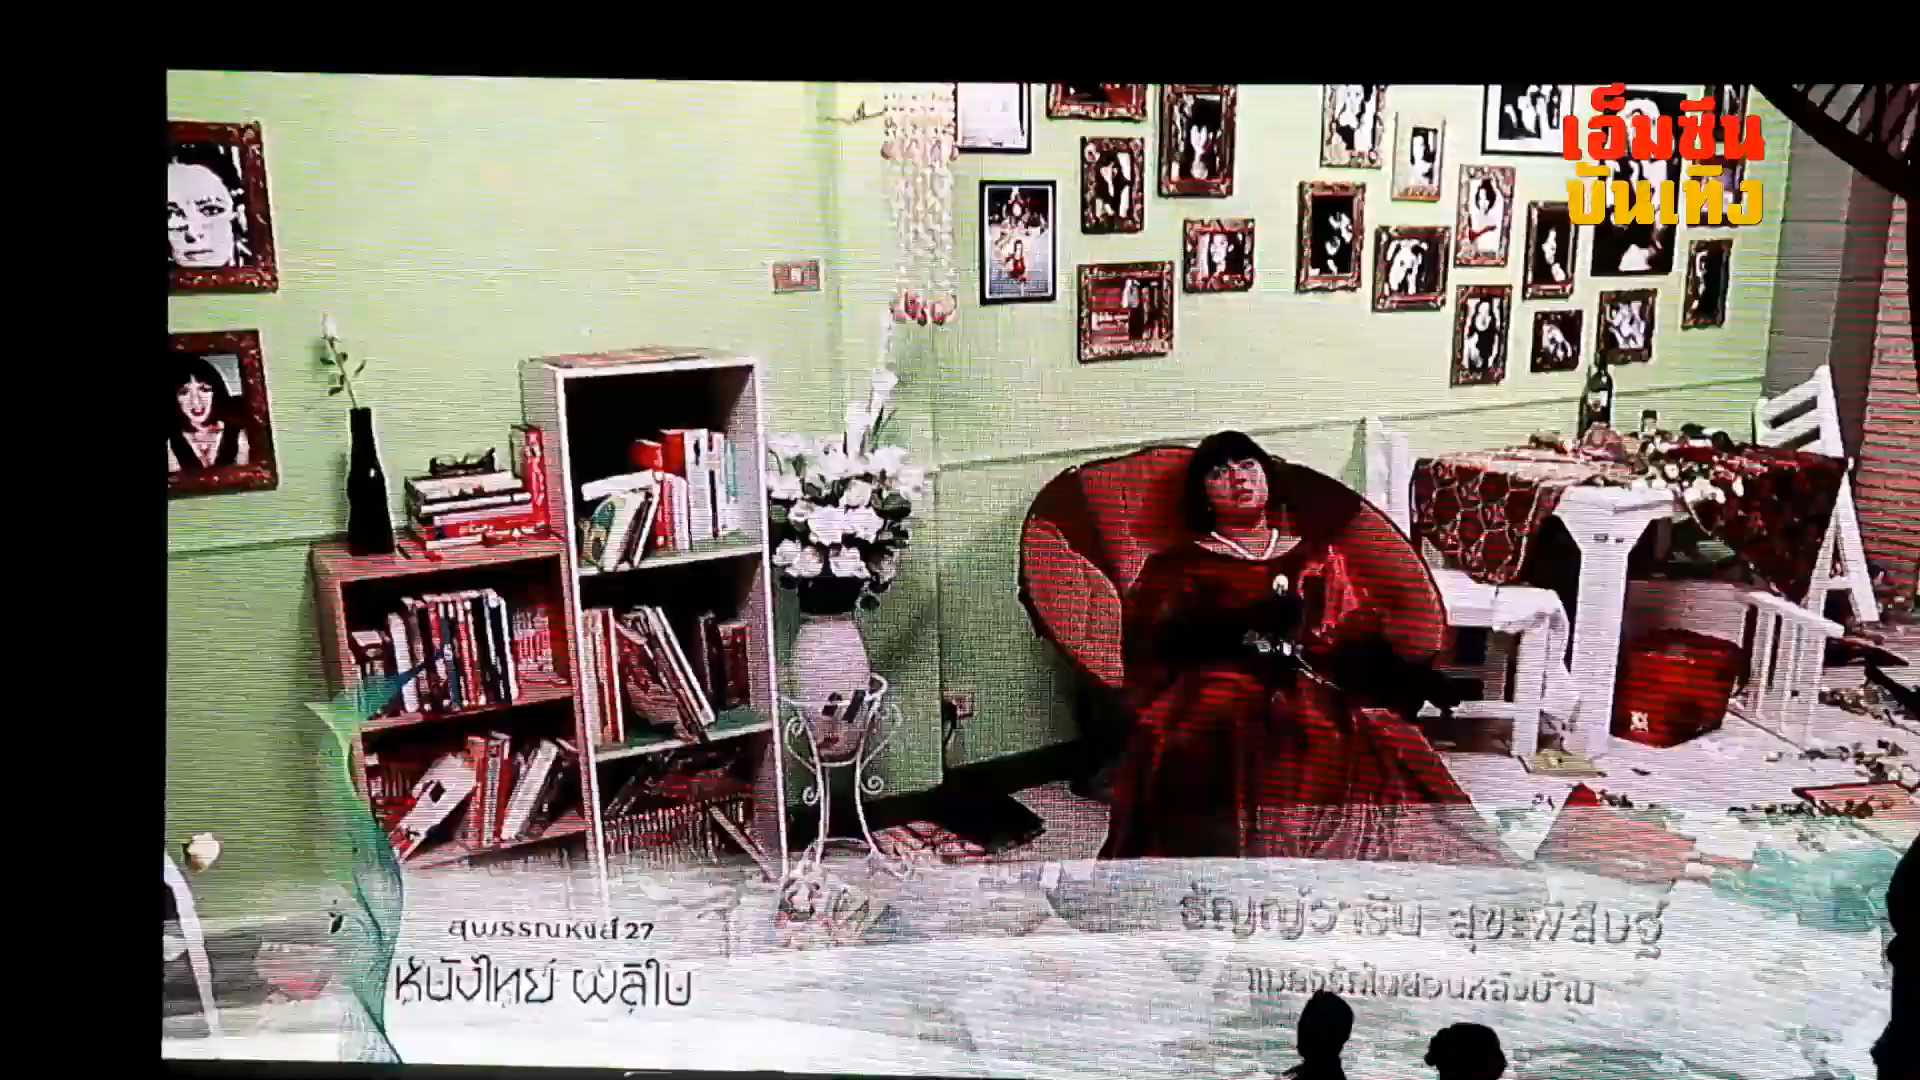 เอ็มซีน
บันเทิง
สุพรรณหงส์ 27
หนังไทย ผลิใบ
ธัญญ์วาริน สุขะพิสิษฐ์
แมลงรักในสวนหลังบ้าน